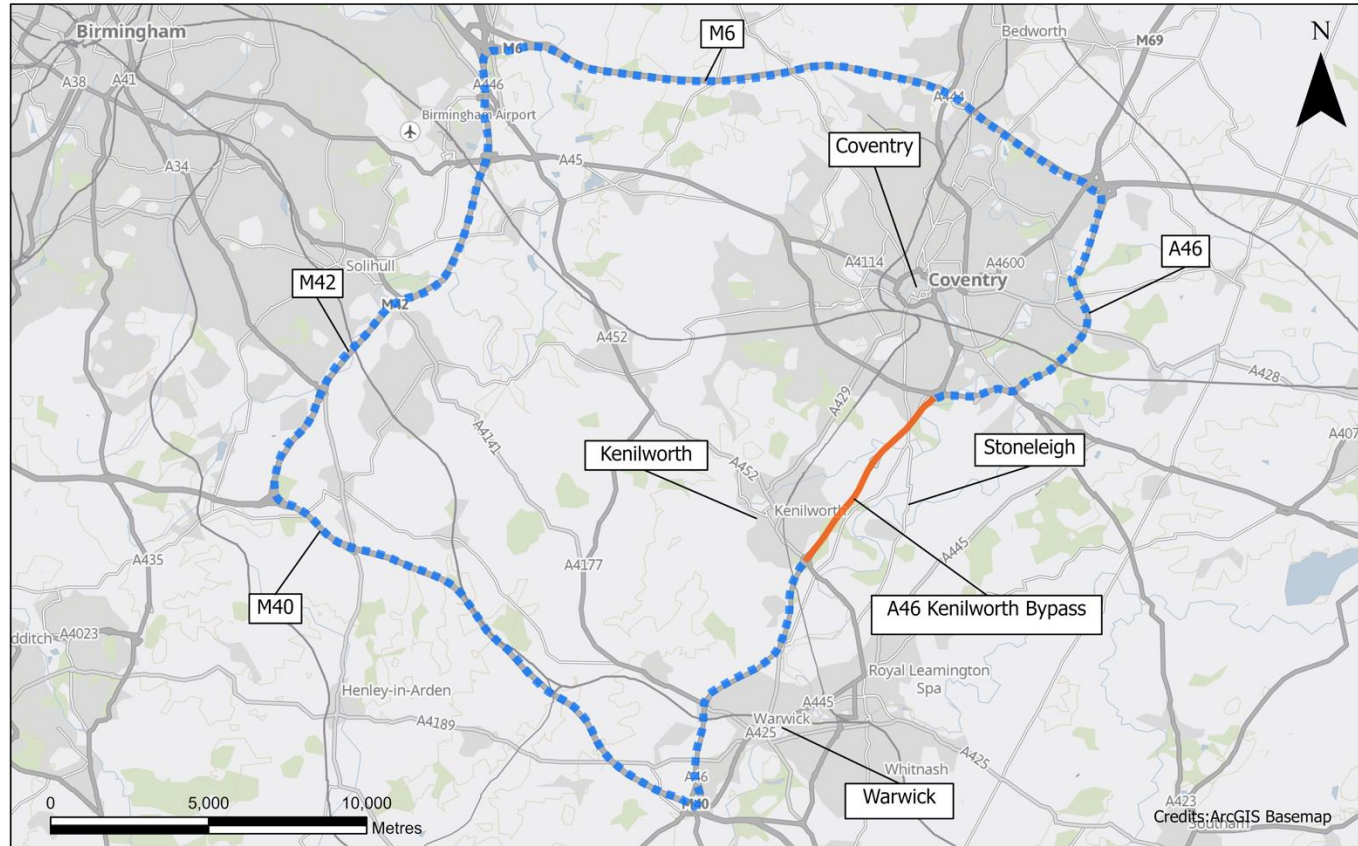 Birmingham
M6
M6
Bedworth
M69
N
A38
A41
A446
A444
Birmingham Airport
Coventry
A45
A34
Solihull
A4114
A4600
A46
M42
M42
Coventry
A452
A428
A429
A407
A4141
Kenilworth
A452
Stoneleigh
Kenilworth
A445
A435
A4177
M40
A46 Kenilworth Bypass
dditch
A4023
Henley-in-Arden
Royal Leamington
Spa
A4189
A445
Warwick
A425
A425
Whitnash
A46
M40
Warwick
0
5,000
10,000
Metres
A423
Southam
Credits:ArcGIS Basemap